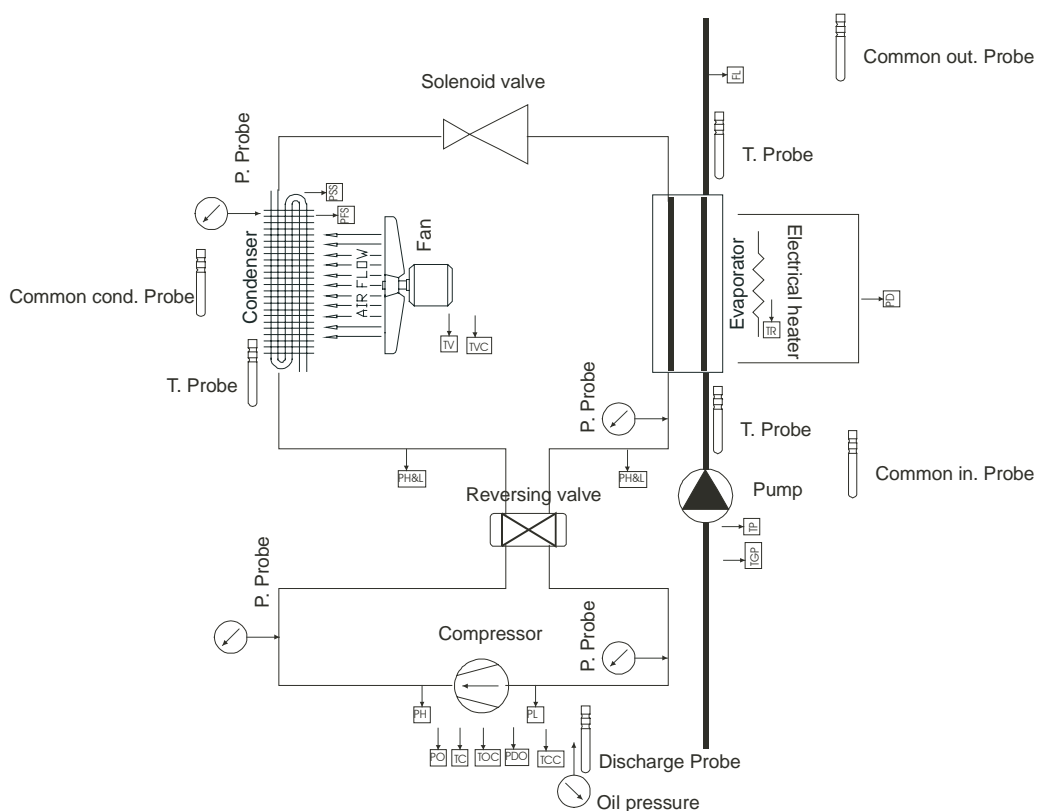 Common out. Probe
FL
Solenoid valve
P. Probe
T. Probe
PSS
PFS
Condenser
AIR FLOW
Fan
Evaporator
Electrical heater
TR
PD
Common cond. Probe
TV
TVC
T. Probe
P. Probe
T. Probe
Common in. Probe
PH&L
PH&L
Reversing valve
Pump
TP
TGP
P. Probe
P. Probe
Compressor
PH
PL
PO
TC
TOC
PDO
TCC
Discharge Probe
Oil pressure